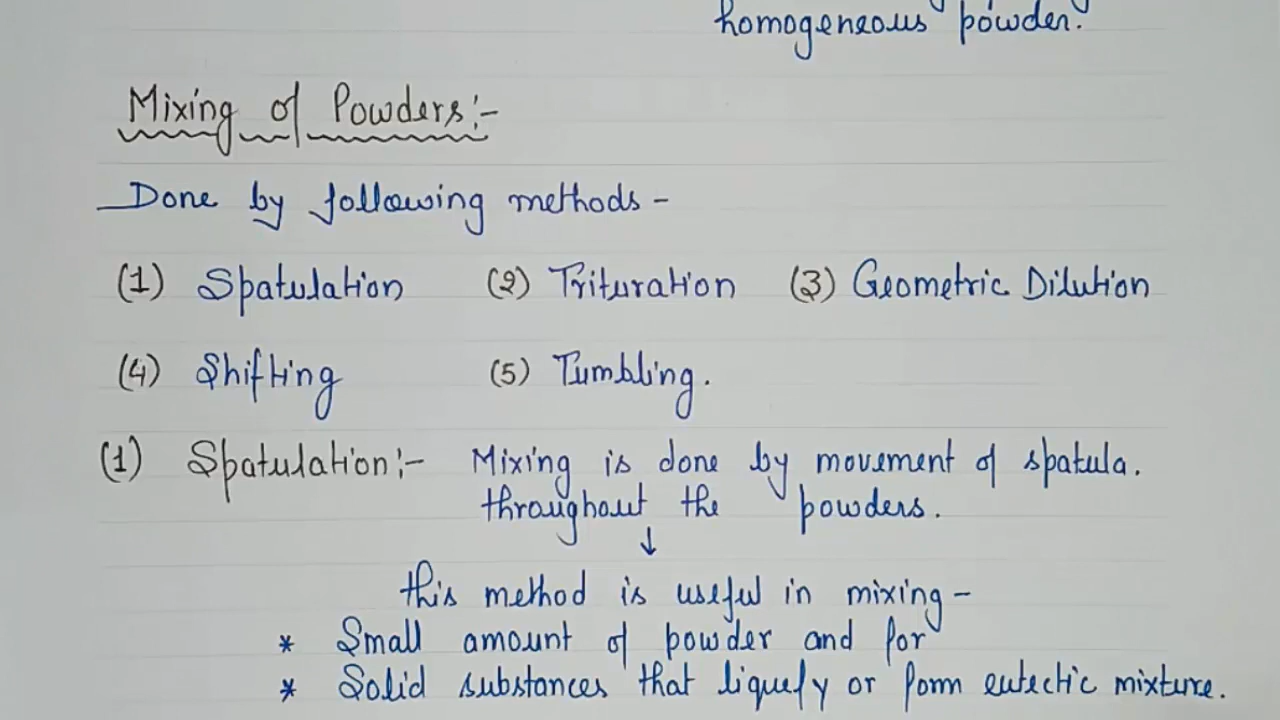 homogeneous powder.
Mixing of Powders:-
Done by following methods -
(1) Spatulation (2) Trituration (3) Geometric Dilution
(4) Shifting (5) Tumbling.
(1) Spatulation:- Mixing is done by movement of spatula.
throughout the powders.
↓
this method is useful in mixing -
* Small amount of powder and for
* Solid substances that liquefy or form eutectic mixture.